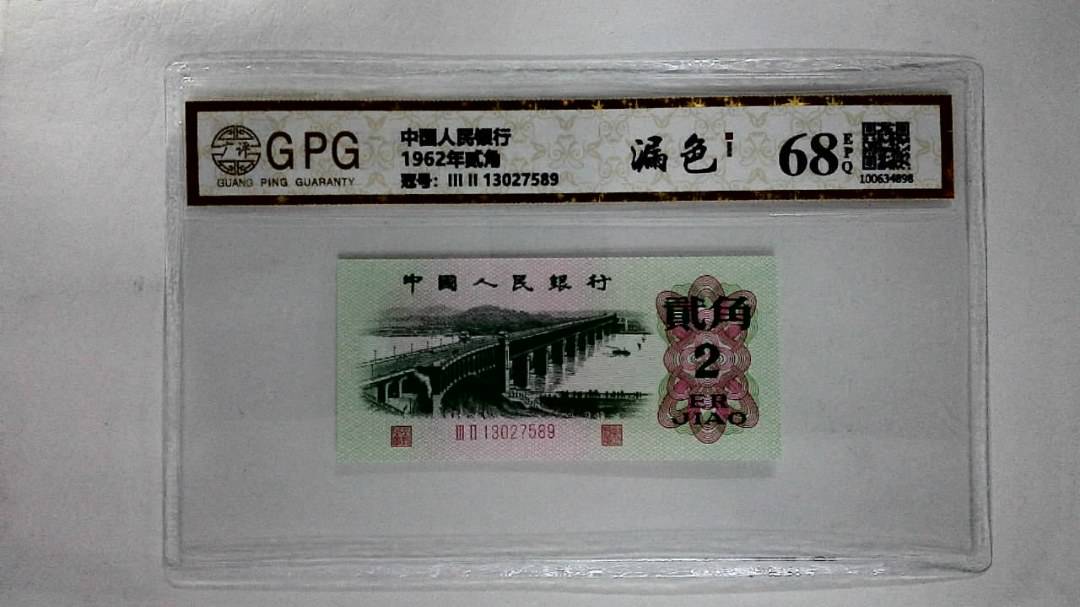 GPG
GUANG PING GUARANTY
中国人民银行
1962年贰角
冠号：III II 13027589
漏色
68
EPQ
100634898
中國人民銀行
貳角
2
ER
JIAO
III II 13027589